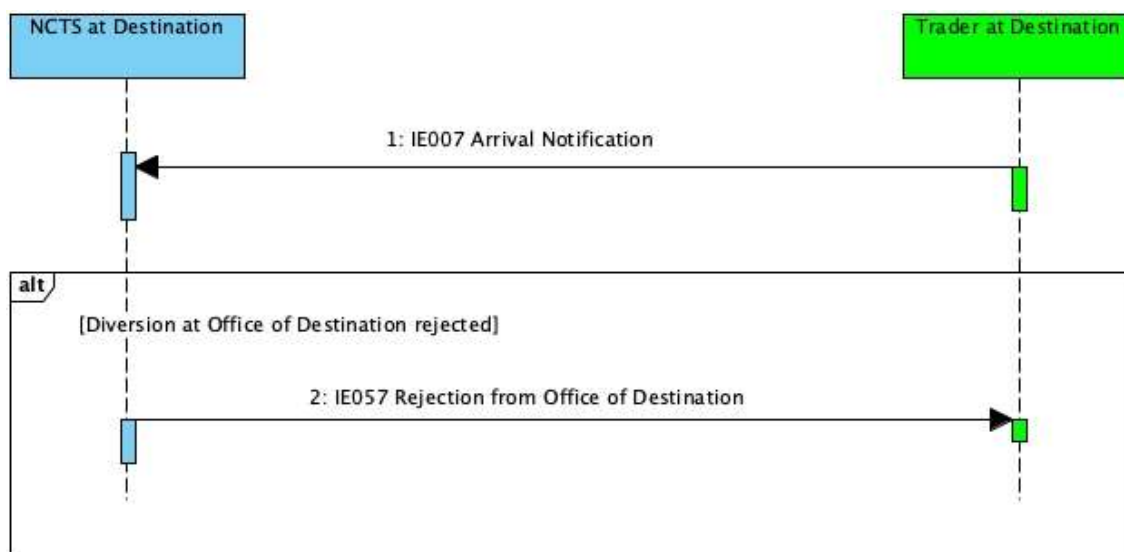 NCTS at Destination
Trader at Destination
1: IE007 Arrival Notification
alt
[Diversion at Office of Destination rejected]
2: IE057 Rejection from Office of Destination